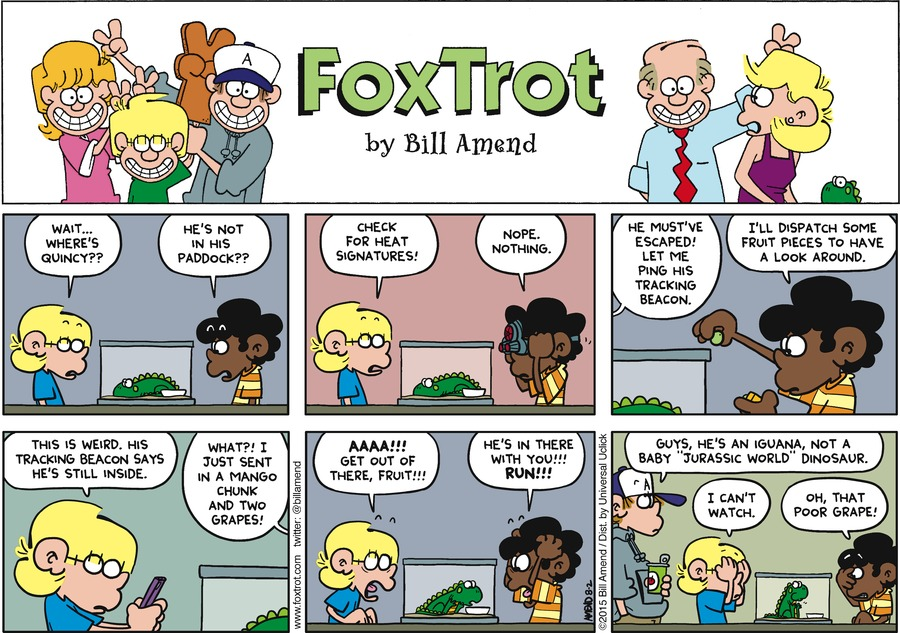 A
FOXTROT
by Bill Amend
WAIT...
WHERE'S
QUINCY??
HE'S NOT
IN HIS
PADDOCK??
CHECK
FOR HEAT
SIGNATURES!
NOPE.
NOTHING.
HE MUST'VE
ESCAPED!
LET ME
PING HIS
TRACKING
BEACON.
I'LL DISPATCH SOME
FRUIT PIECES TO HAVE
A LOOK AROUND.
THIS IS WEIRD. HIS
TRACKING BEACON SAYS
HE'S STILL INSIDE.
WHAT?! I
JUST SENT
IN A MANGO
CHUNK
AND TWO
GRAPES!
www.foxtrot.com twitter: @billamend
AAAA!!!
GET OUT OF
THERE, FRUIT!!!
HE'S IN THERE
WITH YOU!!!
RUN!!!
AMEND 8-2
©2015 Bill Amend / Dist. by Universal Uclick
GUYS, HE'S AN IGUANA, NOT A
BABY "JURASSIC WORLD" DINOSAUR.
A
I CAN'T
WATCH.
OH, THAT
POOR GRAPE!